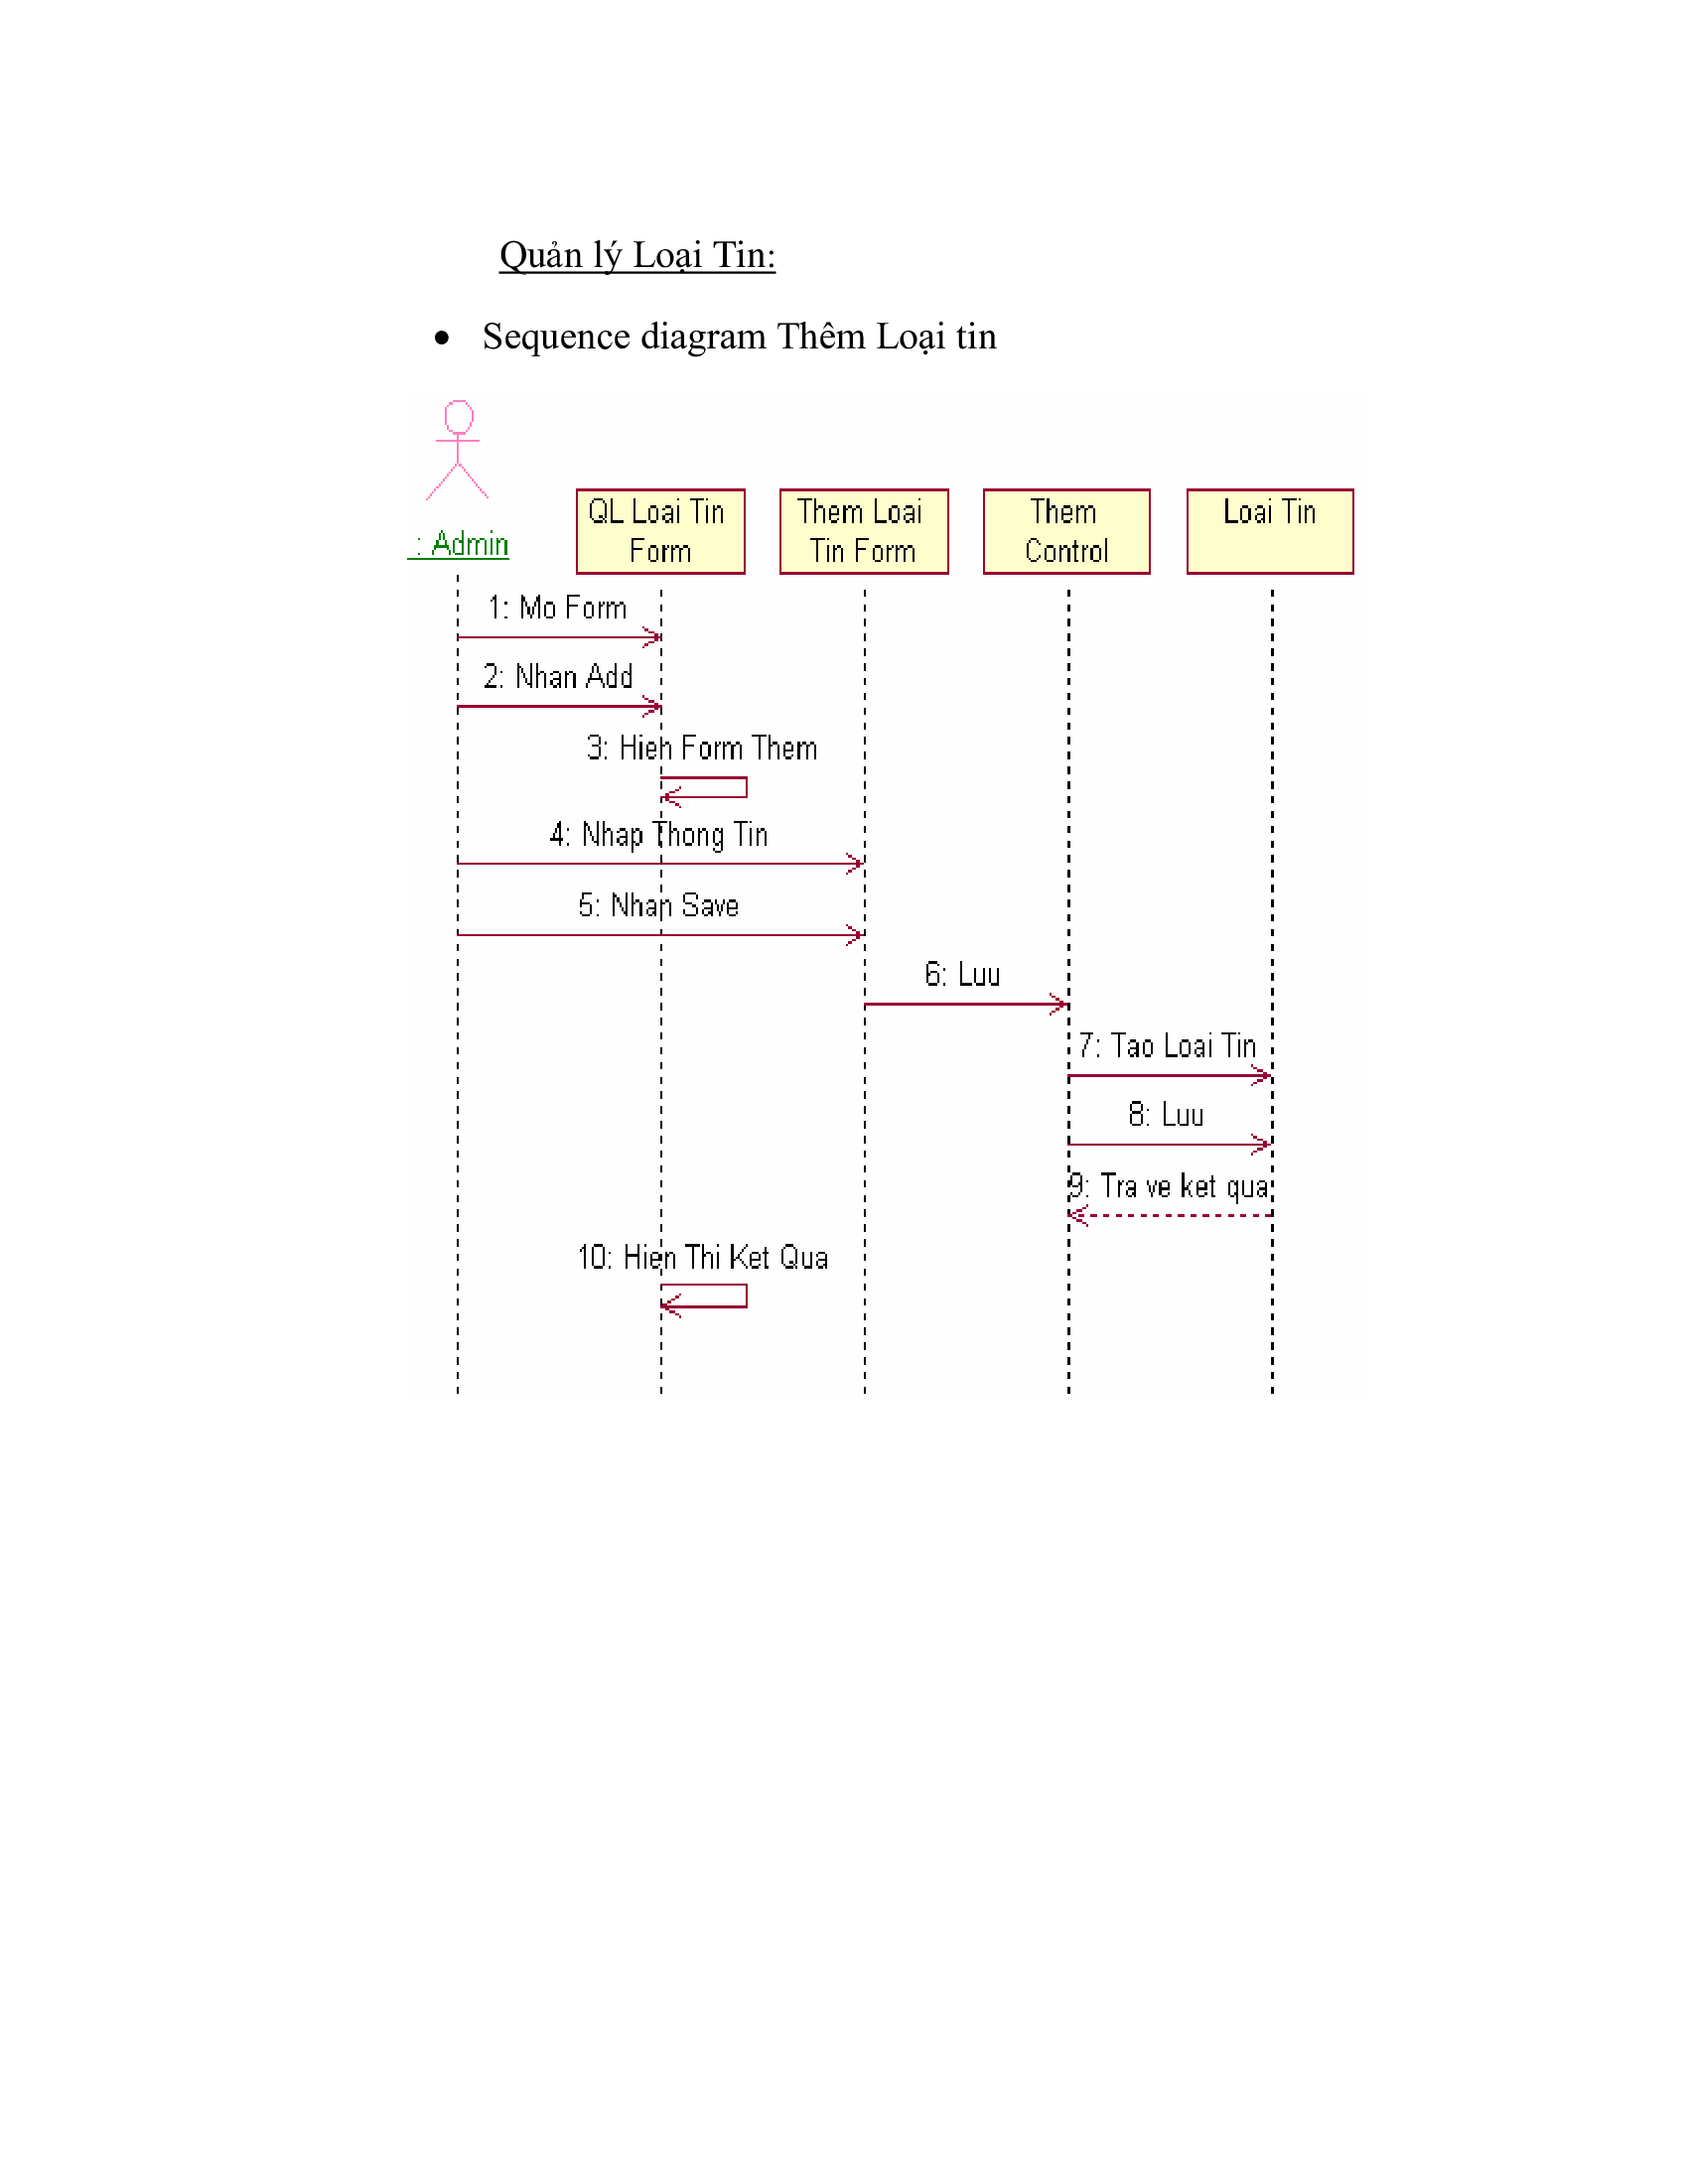 Quản lý Loại Tin:
• Sequence diagram Thêm Loại tin
: Admin
QL Loai Tin
Form
Them Loai
Tin Form
Them
Control
Loai Tin
1: Mo Form
2: Nhan Add
3: Hien Form Them
4: Nhap Thong Tin
5: Nhan Save
6: Luu
7: Tao Loai Tin
8: Luu
9: Tra ve ket qua
10: Hien Thi Ket Qua